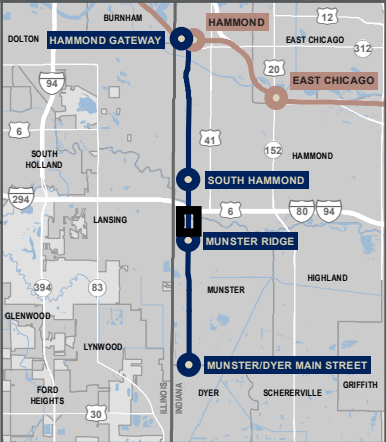 BURNHAM
HAMMOND
12
DOLTON
HAMMOND GATEWAY
EAST CHICAGO
312
20
94
EAST CHICAGO
6
41
152
SOUTH
HOLLAND
HAMMOND
SOUTH HAMMOND
294
6
80
94
LANSING
MUNSTER RIDGE
HIGHLAND
394
83
MUNSTER
GLENWOOD
LYNWOOD
MUNSTER/DYER MAIN STREET
FORD
HEIGHTS
ILLINOIS
INDIANA
DYER
SCHERERVILLE
GRIFFITH
30